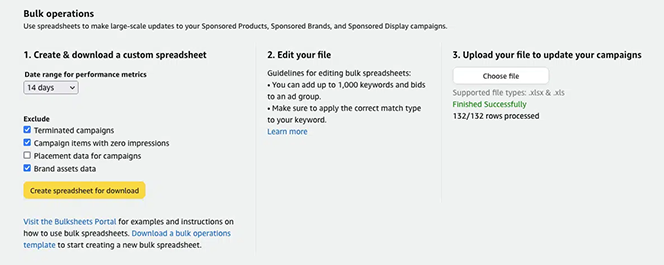 Bulk operations
Use spreadsheets to make large-scale updates to your Sponsored Products, Sponsored Brands, and Sponsored Display campaigns.
1. Create & download a custom spreadsheet
Date range for performance metrics
14 days
Exclude
Terminated campaigns
Campaign items with zero impressions
Placement data for campaigns
Brand assets data
Create spreadsheet for download
Visit the Bulksheets Portal for examples and instructions on
how to use bulk spreadsheets. Download a bulk operations
template to start creating a new bulk spreadsheet.
2. Edit your file
Guidelines for editing bulk spreadsheets:
• You can add up to 1,000 keywords and bids
to an ad group.
• Make sure to apply the correct match type
to your keyword.
Learn more
3. Upload your file to update your campaigns
Choose file
Supported file types: .xlsx & .xls
Finished Successfully
132/132 rows processed